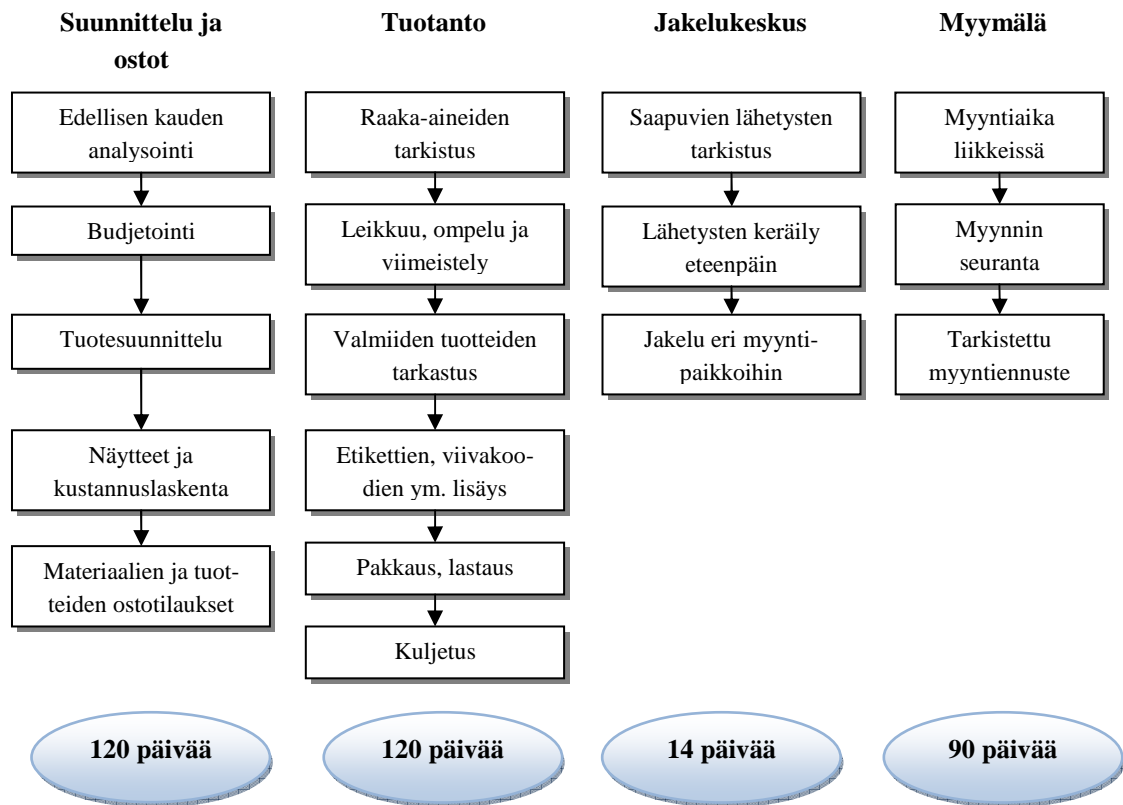 Suunnittelu ja
ostot
Edellisen kauden
analysointi
Budjetointi
Tuotesuunnittelu
Näytteet ja
kustannuslaskenta
Materiaalien ja tuot-
teiden ostotilaukset
120 päivää
Tuotanto
Raaka-aineiden
tarkistus
Leikkuu, ompelu ja
viimeistely
Valmiiden tuotteiden
tarkastus
Etikettien, viivakoo-
dien ym. lisäys
Pakkaus, lastaus
Kuljetus
120 päivää
Jakelukeskus
Saapuvien lähetysten
tarkistus
Lähetysten keräily
eteenpäin
Jakelu eri myynti-
paikkoihin
14 päivää
Myymälä
Myyntiaika
liikkeissä
Myynnin
seuranta
Tarkistettu
myyntiennuste
90 päivää